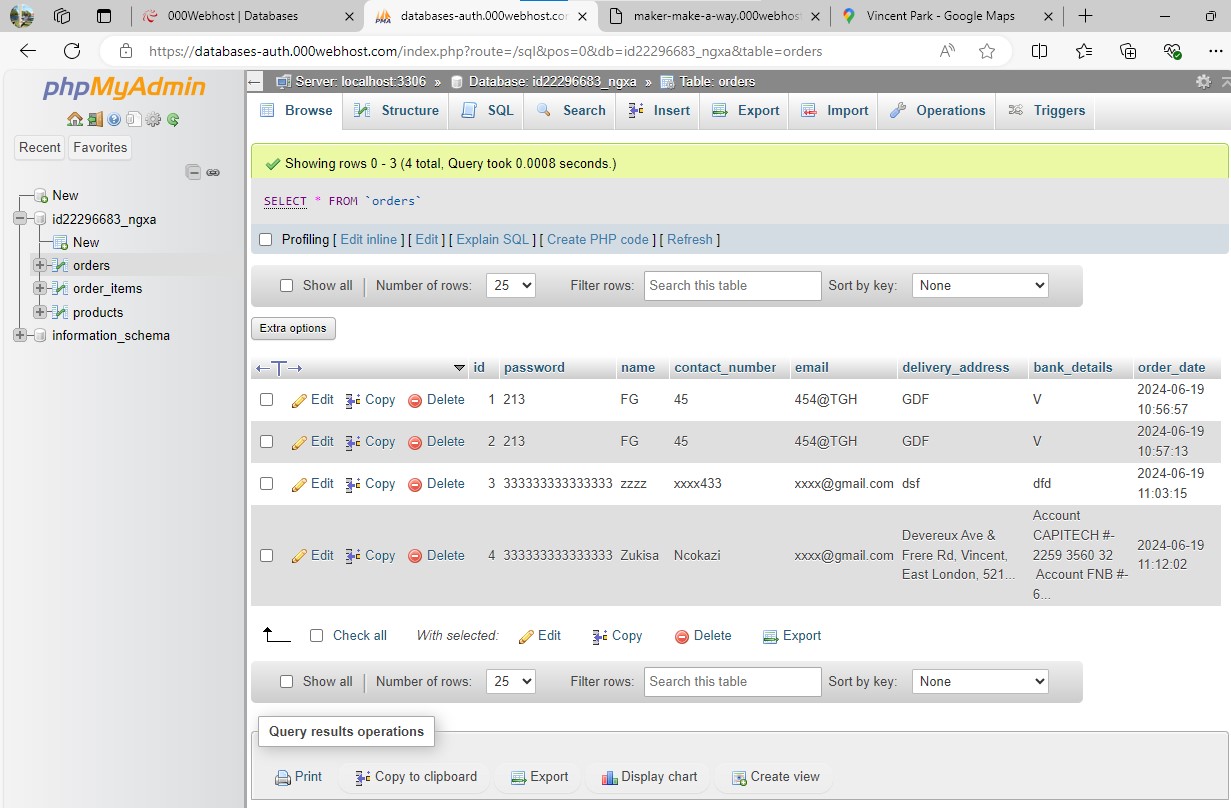 000Webhost | Databases
databases-auth.000webhost.co
maker-make-a-way.000webhost
Vincent Park - Google Maps
https://databases-auth.000webhost.com/index.php?route=/sql&pos=0&db=id22296683_ngxa&table=orders
phpMyAdmin
Recent Favorites
New
id22296683_ngxa
New
orders
order_items
products
information_schema
Server: localhost:3306 » Database: id22296683_ngxa » Table: orders
Browse Structure SQL Search Insert Export Import Operations Triggers
Showing rows 0 - 3 (4 total, Query took 0.0008 seconds.)
SELECT * FROM `orders`
Profiling [ Edit inline ] [ Edit ] [ Explain SQL ] [ Create PHP code ] [ Refresh ]
Show all | Number of rows: 25 Filter rows: Search this table Sort by key: None
Extra options
id password name contact_number email delivery_address bank_details order_date
Edit Copy Delete 1 213 FG 45 454@TGH GDF V 2024-06-19
10:56:57
Edit Copy Delete 2 213 FG 45 454@TGH GDF V 2024-06-19
10:57:13
Edit Copy Delete 3 333333333333333 zzzz xxxx433 xxxx@gmail.com dsf dfd 2024-06-19
11:03:15
Edit Copy Delete 4 333333333333333 Zukisa Ncokazi xxxx@gmail.com
Devereux Ave &
Frere Rd, Vincent,
East London, 521...
Account
CAPITECH #-
2259 3560 32
Account FNB #-
6...
2024-06-19
11:12:02
Check all With selected: Edit Copy Delete Export
Show all | Number of rows: 25 Filter rows: Search this table Sort by key: None
Query results operations
Print Copy to clipboard Export Display chart Create view